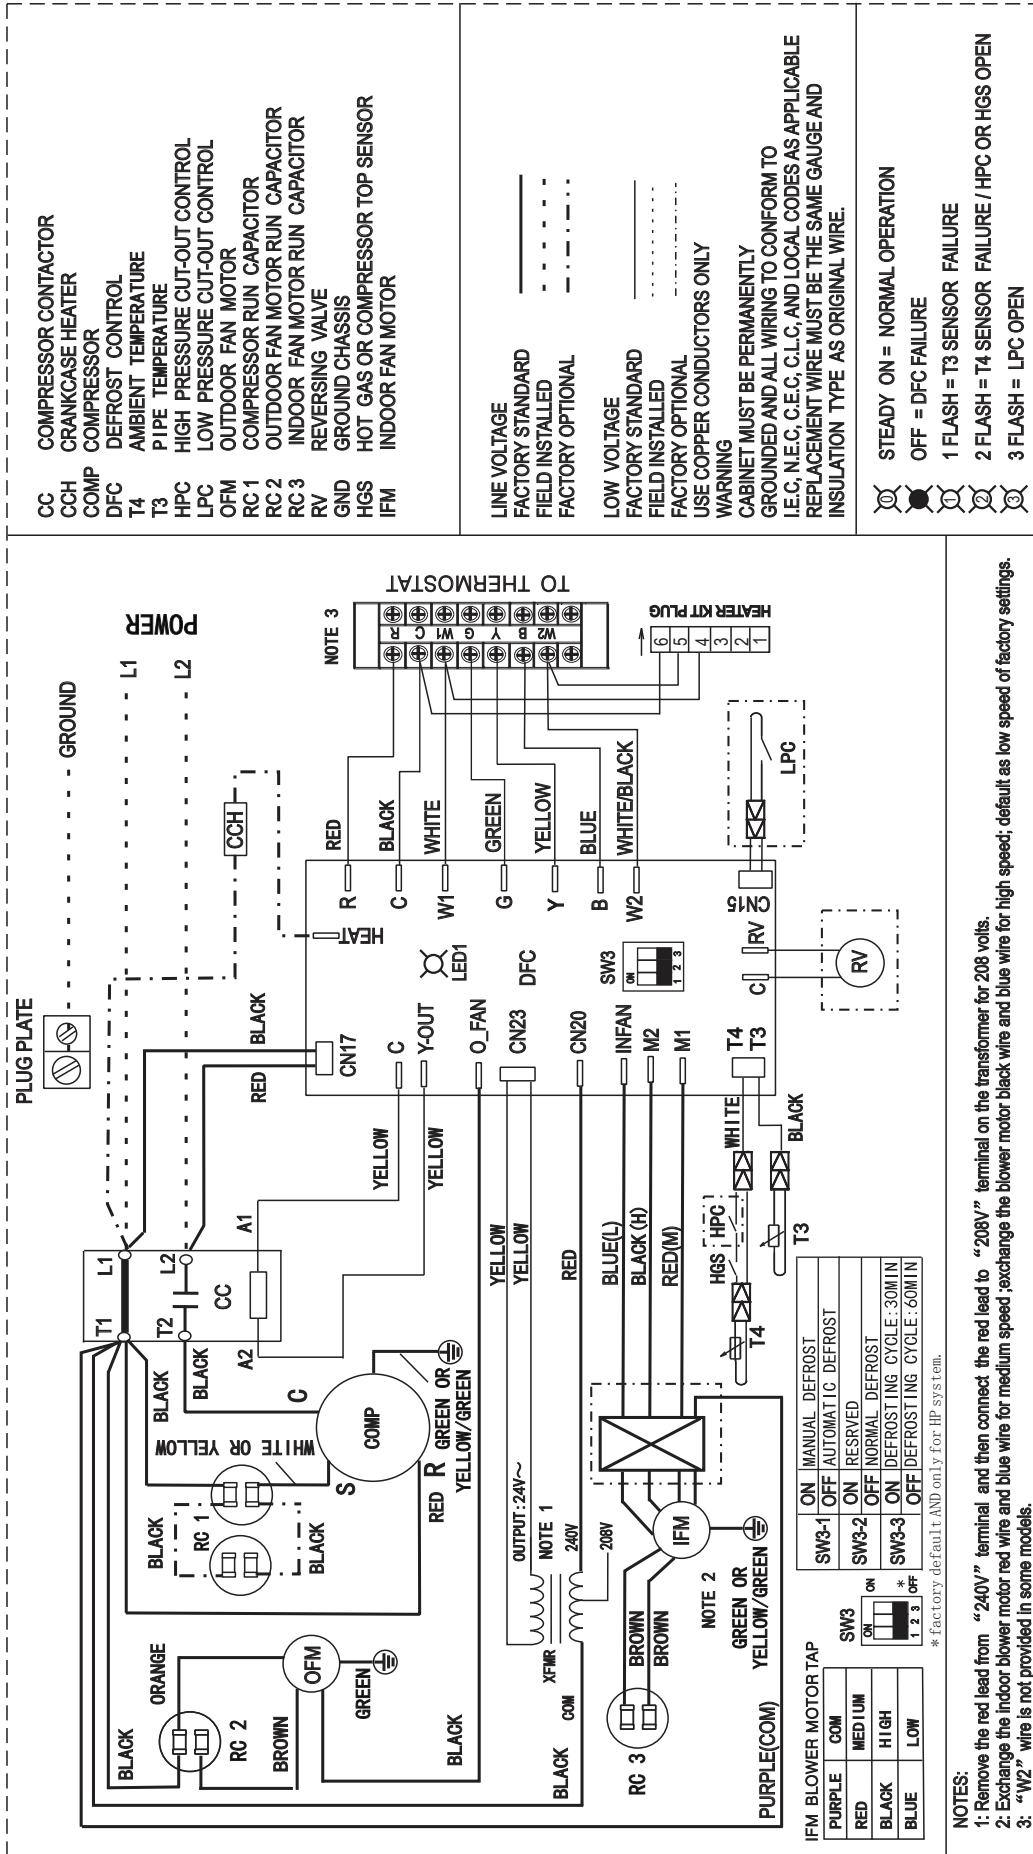 PLUG PLATE
GROUND
POWER
L1
L2
CCH
HEAT
BLACK
RED
CN17
L1
T1
L2
T2
CC
A1
A2
YELLOW
YELLOW
C
Y-OUT
O_FAN
CN23
CN20
INFAN
M2
M1
T4
T3
LED1
DFC
SW3
ON
1 2 3
R
C
W1
G
Y
B
W2
CN15
RV
C
RV
RED
BLACK
WHITE
GREEN
YELLOW
BLUE
WHITE/BLACK
NOTE 3
R
C
W1
G
Y
B
W2
TO THERMOSTAT
HEATER KIT PLUG
6
5
4
3
2
1
LPC
BLACK
BLACK
WHITE OR YELLOW
C
S
R
COMP
RED
GREEN OR
YELLOW/GREEN
BLACK
RC 1
BLACK
ORANGE
BLACK
RC 2
BROWN
OFM
GREEN
BLACK
YELLOW
YELLOW
RED
OUTPUT:24V~
NOTE 1
240V
208V
XFMR
COM
BLACK
BLUE(L)
BLACK (H)
RED(M)
IFM
NOTE 2
GREEN OR
YELLOW/GREEN
BROWN
BROWN
RC 3
PURPLE(COM)
WHITE
BLACK
HPC
HGS
T4
T3
IFM BLOWER MOTOR TAP
PURPLE COM
RED MEDIUM
BLACK HIGH
BLUE LOW
SW3
ON
1 2 3
ON
*
OFF
SW3-1 ON MANUAL DEFROST
OFF AUTOMATIC DEFROST
SW3-2 ON RESRVED
OFF NORMAL DEFROST
SW3-3 ON DEFROSTING CYCLE:30MIN
OFF DEFROSTING CYCLE:60MIN
*factory default AND only for HP system.
NOTES:
1: Remove the red lead from “240V” terminal and then connect the red lead to “208V” terminal on the transformer for 208 volts.
2: Exchange the indoor blower motor red wire and blue wire for medium speed ;exchange the blower motor black wire and blue wire for high speed; default as low speed of factory settings.
3: “W2” wire is not provided in some models.
CC COMPRESSOR CONTACTOR
CCH CRANKCASE HEATER
COMP COMPRESSOR
DFC DEFROST CONTROL
T4 AMBIENT TEMPERATURE
T3 PIPE TEMPERATURE
HPC HIGH PRESSURE CUT-OUT CONTROL
LPC LOW PRESSURE CUT-OUT CONTROL
OFM OUTDOOR FAN MOTOR
RC 1 COMPRESSOR RUN CAPACITOR
RC 2 OUTDOOR FAN MOTOR RUN CAPACITOR
RC 3 INDOOR FAN MOTOR RUN CAPACITOR
RV REVERSING VALVE
GND GROUND CHASSIS
HGS HOT GAS OR COMPRESSOR TOP SENSOR
IFM INDOOR FAN MOTOR
LINE VOLTAGE
FACTORY STANDARD
FIELD INSTALLED
FACTORY OPTIONAL
LOW VOLTAGE
FACTORY STANDARD
FIELD INSTALLED
FACTORY OPTIONAL
USE COPPER CONDUCTORS ONLY
WARNING
CABINET MUST BE PERMANENTLY
GROUNDED AND ALL WIRING TO CONFORM TO
I.E.C, N.E.C, C.E.C, C.L.C, AND LOCAL CODES AS APPLICABLE
REPLACEMENT WIRE MUST BE THE SAME GAUGE AND
INSULATION TYPE AS ORIGINAL WIRE.
0 STEADY ON = NORMAL OPERATION
OFF = DFC FAILURE
1 1 FLASH = T3 SENSOR FAILURE
2 2 FLASH = T4 SENSOR FAILURE / HPC OR HGS OPEN
3 3 FLASH = LPC OPEN